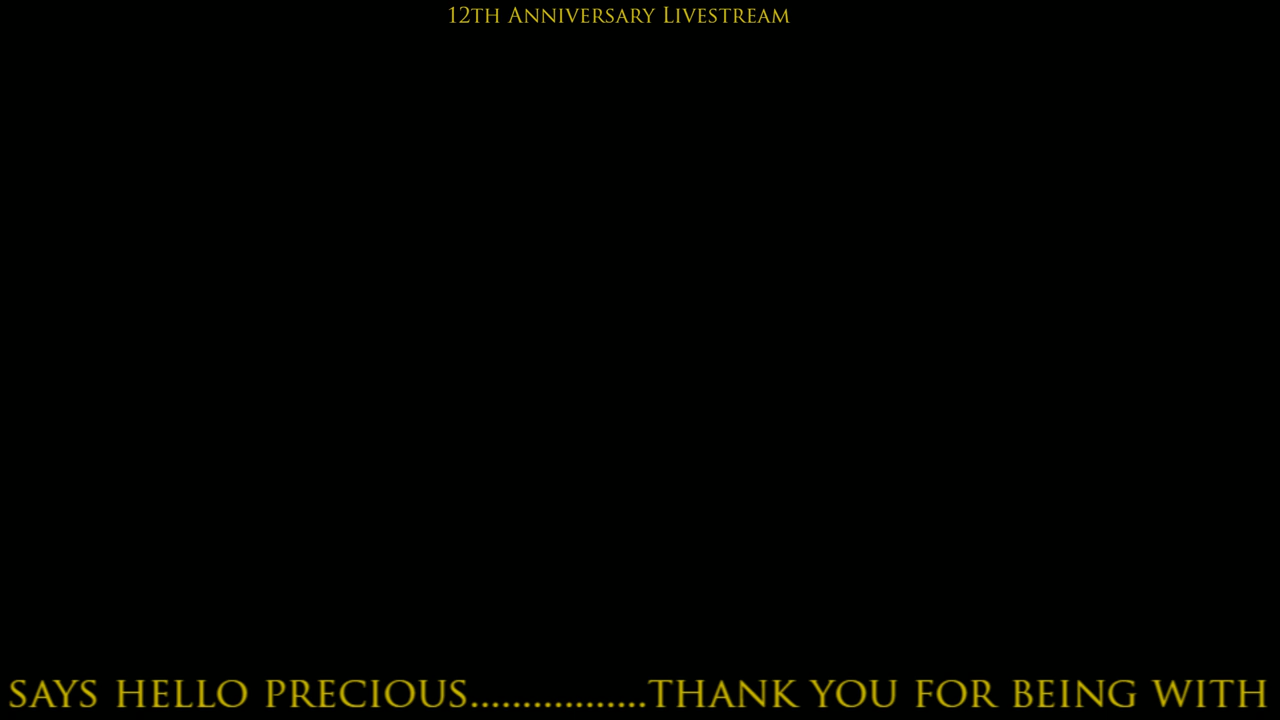 12th Anniversary Livestream
SAYS HELLO PRECIOUS.................THANK YOU FOR BEING WITH